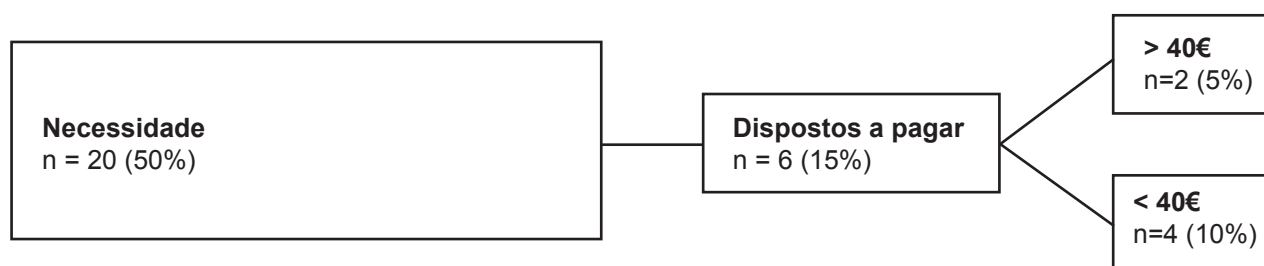 Necessidade
n = 20 (50%)
Dispostos a pagar
n = 6 (15%)
> 40€
n=2 (5%)
< 40€
n=4 (10%)